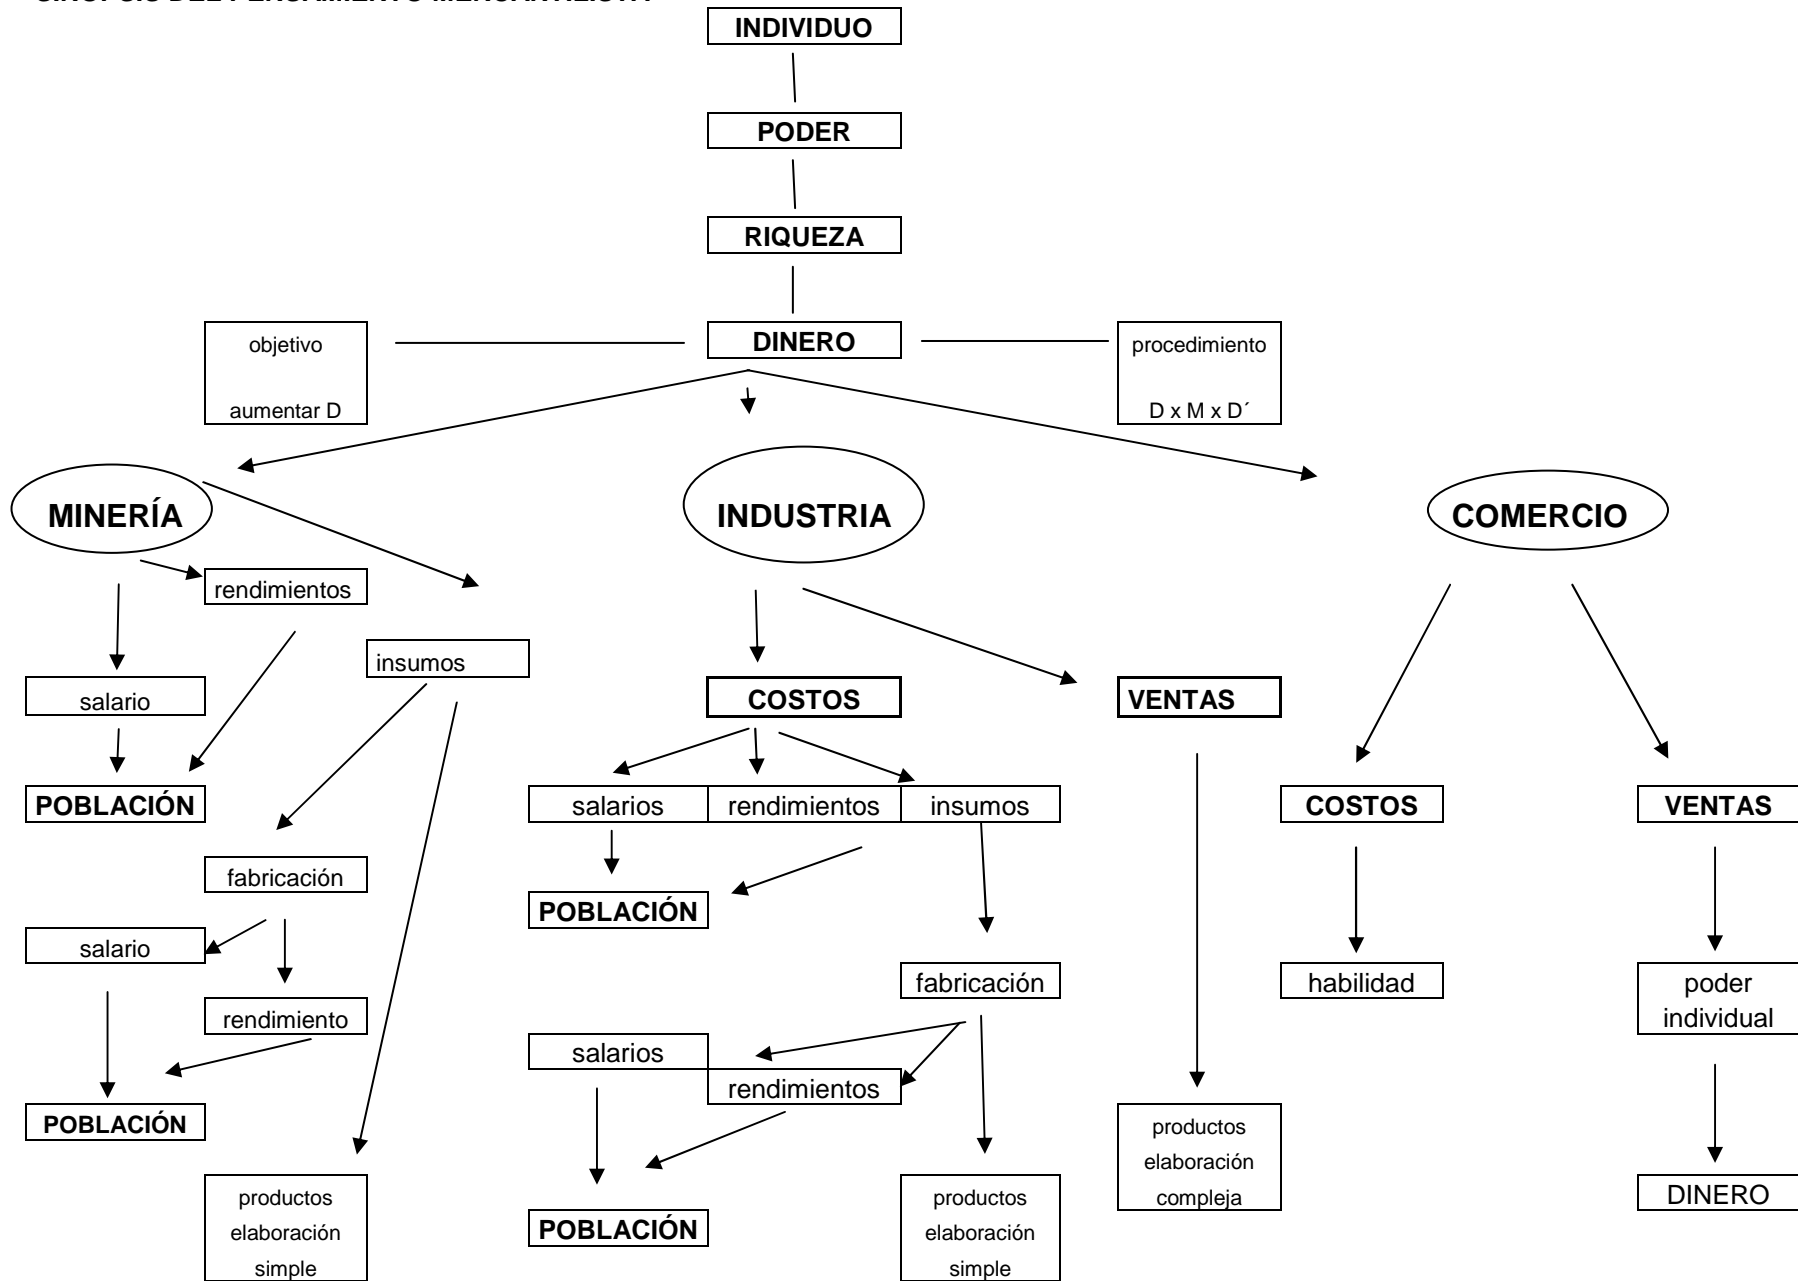 INDIVIDUO
PODER
RIQUEZA
objetivo
DINERO
procedimiento
aumentar D
D x M x D´
MINERÍA
INDUSTRIA
COMERCIO
rendimientos
insumos
salario
COSTOS
VENTAS
POBLACIÓN
salarios
rendimientos
insumos
COSTOS
VENTAS
fabricación
POBLACIÓN
salario
fabricación
habilidad
poder
individual
rendimiento
salarios
rendimientos
POBLACIÓN
productos
elaboración
compleja
productos
elaboración
simple
POBLACIÓN
productos
elaboración
simple
DINERO